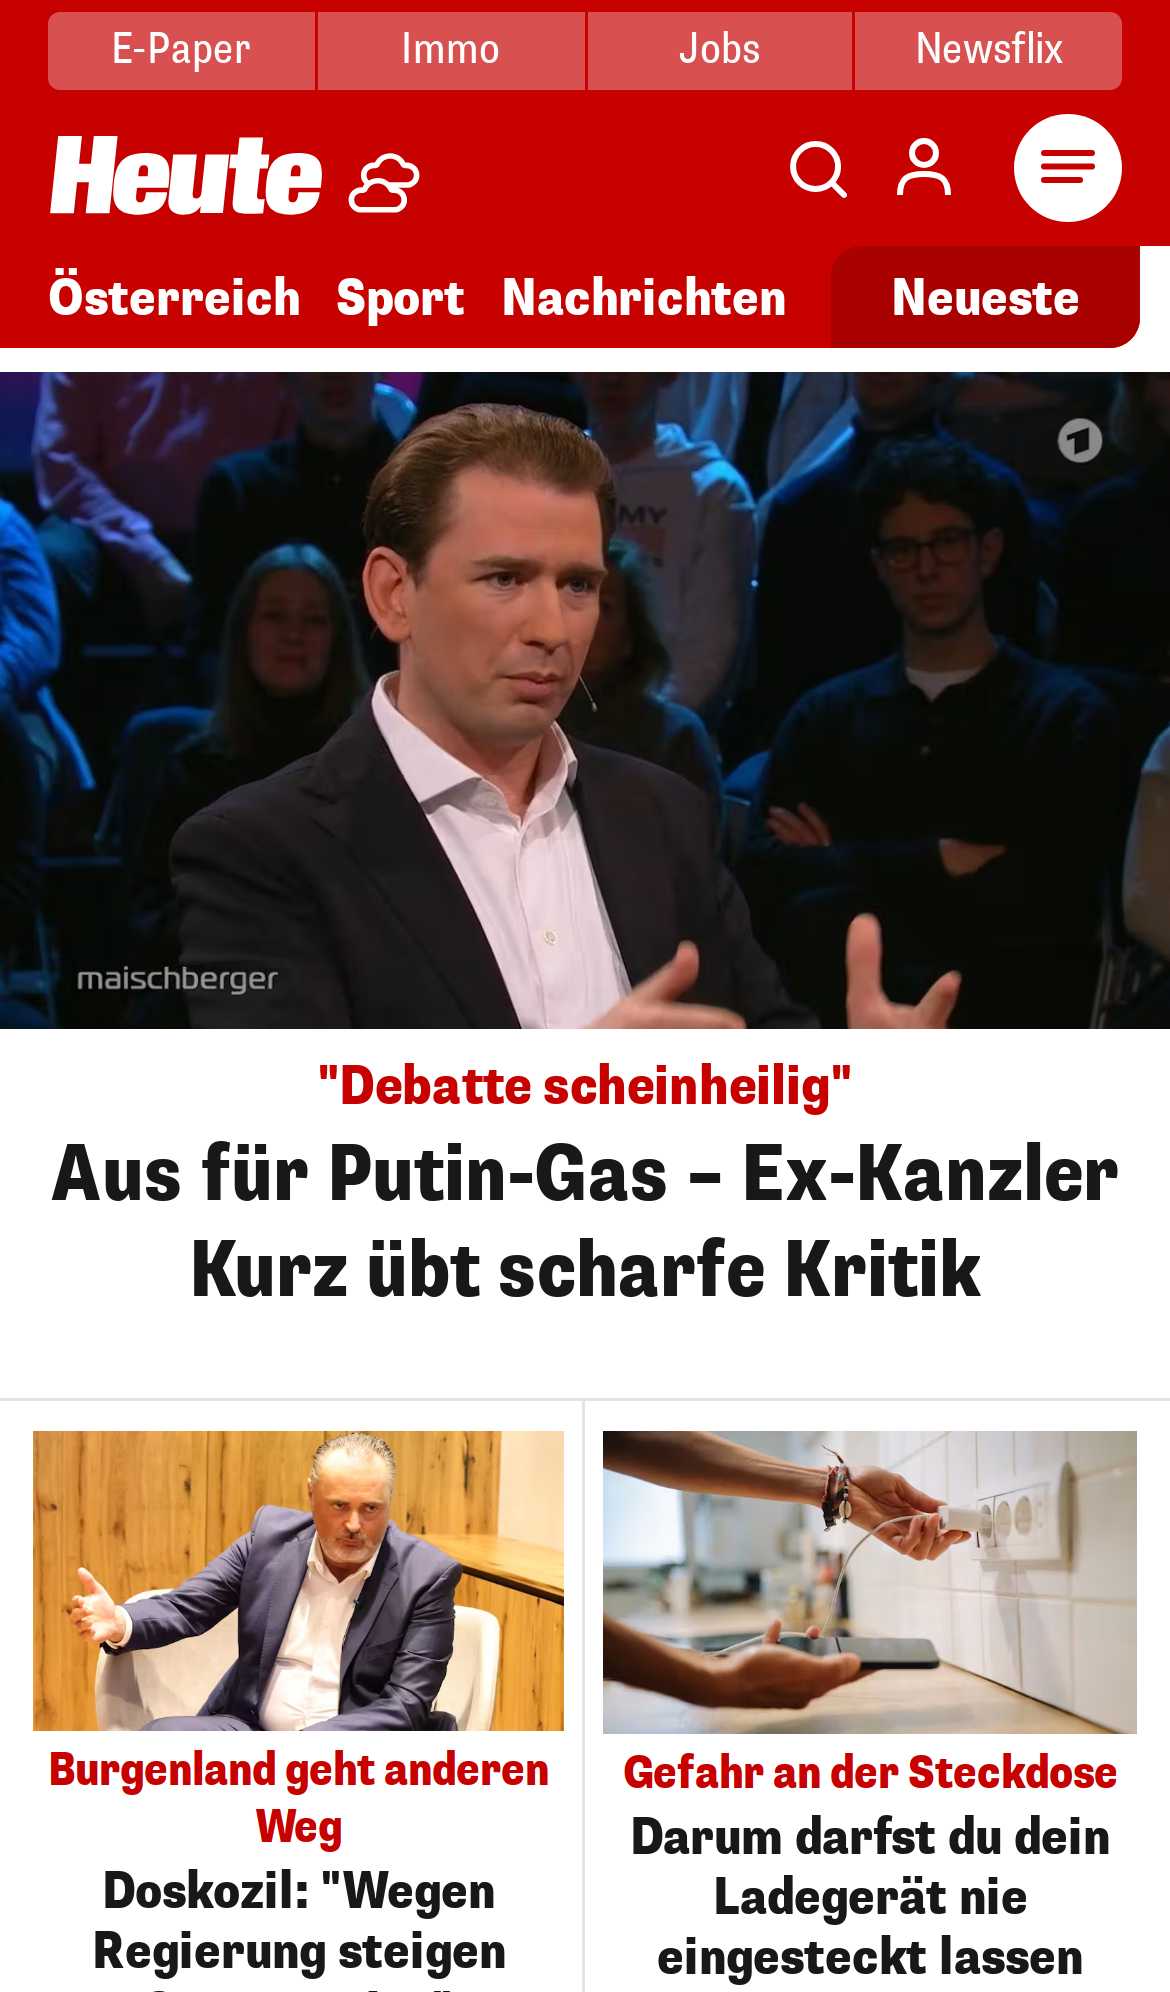 E-Paper Immo Jobs Newsflix
Heute
Österreich Sport Nachrichten Neueste
MY
maischberger
"Debatte scheinheilig"
Aus für Putin-Gas – Ex-Kanzler
Kurz übt scharfe Kritik
Burgenland geht anderen
Weg
Doskozil: "Wegen
Regierung steigen
Gefahr an der Steckdose
Darum darfst du dein
Ladegerät nie
eingesteckt lassen